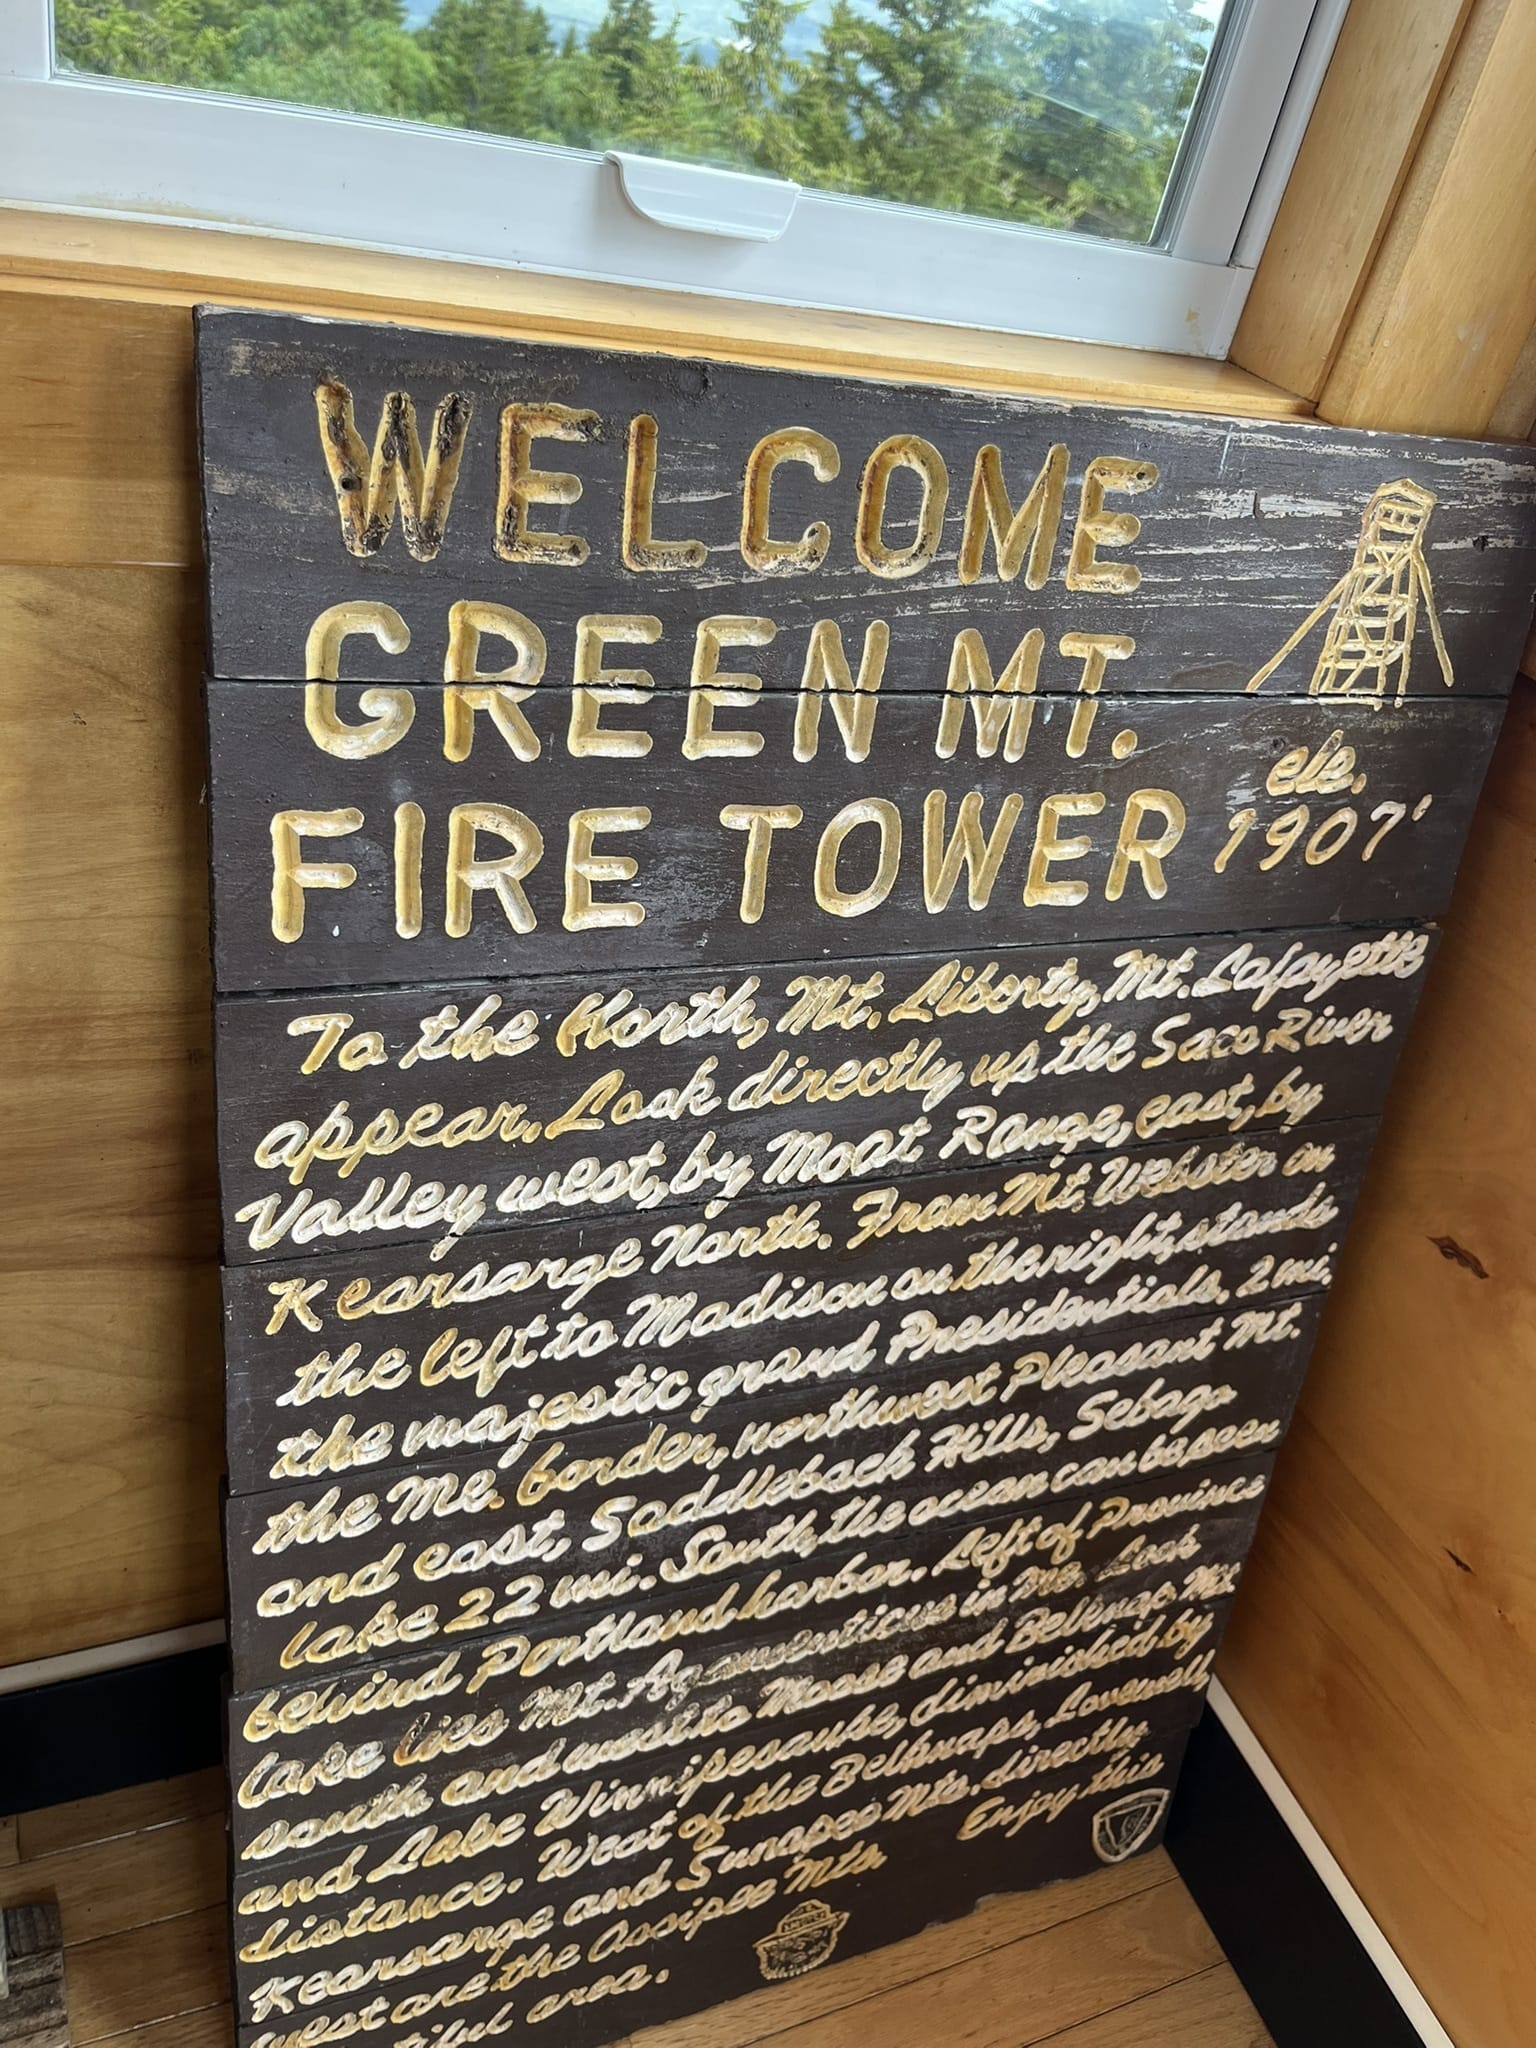 WELCOME
GREEN MT.
FIRE TOWER
ele.
1907'
To the North, Mt. Liberty, Mt. Lafayette
appear. Look directly up the Saco River
Valley west, by Moat Range, east, by
Kearsarge North. From Mt. Webster on
the left to Madison on the right, stands
the majestic grand Presidentials. 2 mi.
the Me. border, northwest Pleasant Mt.
and east, Saddleback Hills, Sebago
Lake 22 mi. South, the ocean can be seen
behind Portland harbor. Left of Province
Lake lies Mt. Agamenticus in Me. Look
south and west to Moose and Belknap Mts.
and Lake Winnipesauke, diminished by
distance. West of the Belknaps, Lovewell,
Kearsarge and Sunapee Mts. directly
west are the Ossipee Mts. Enjoy this
tiful area.